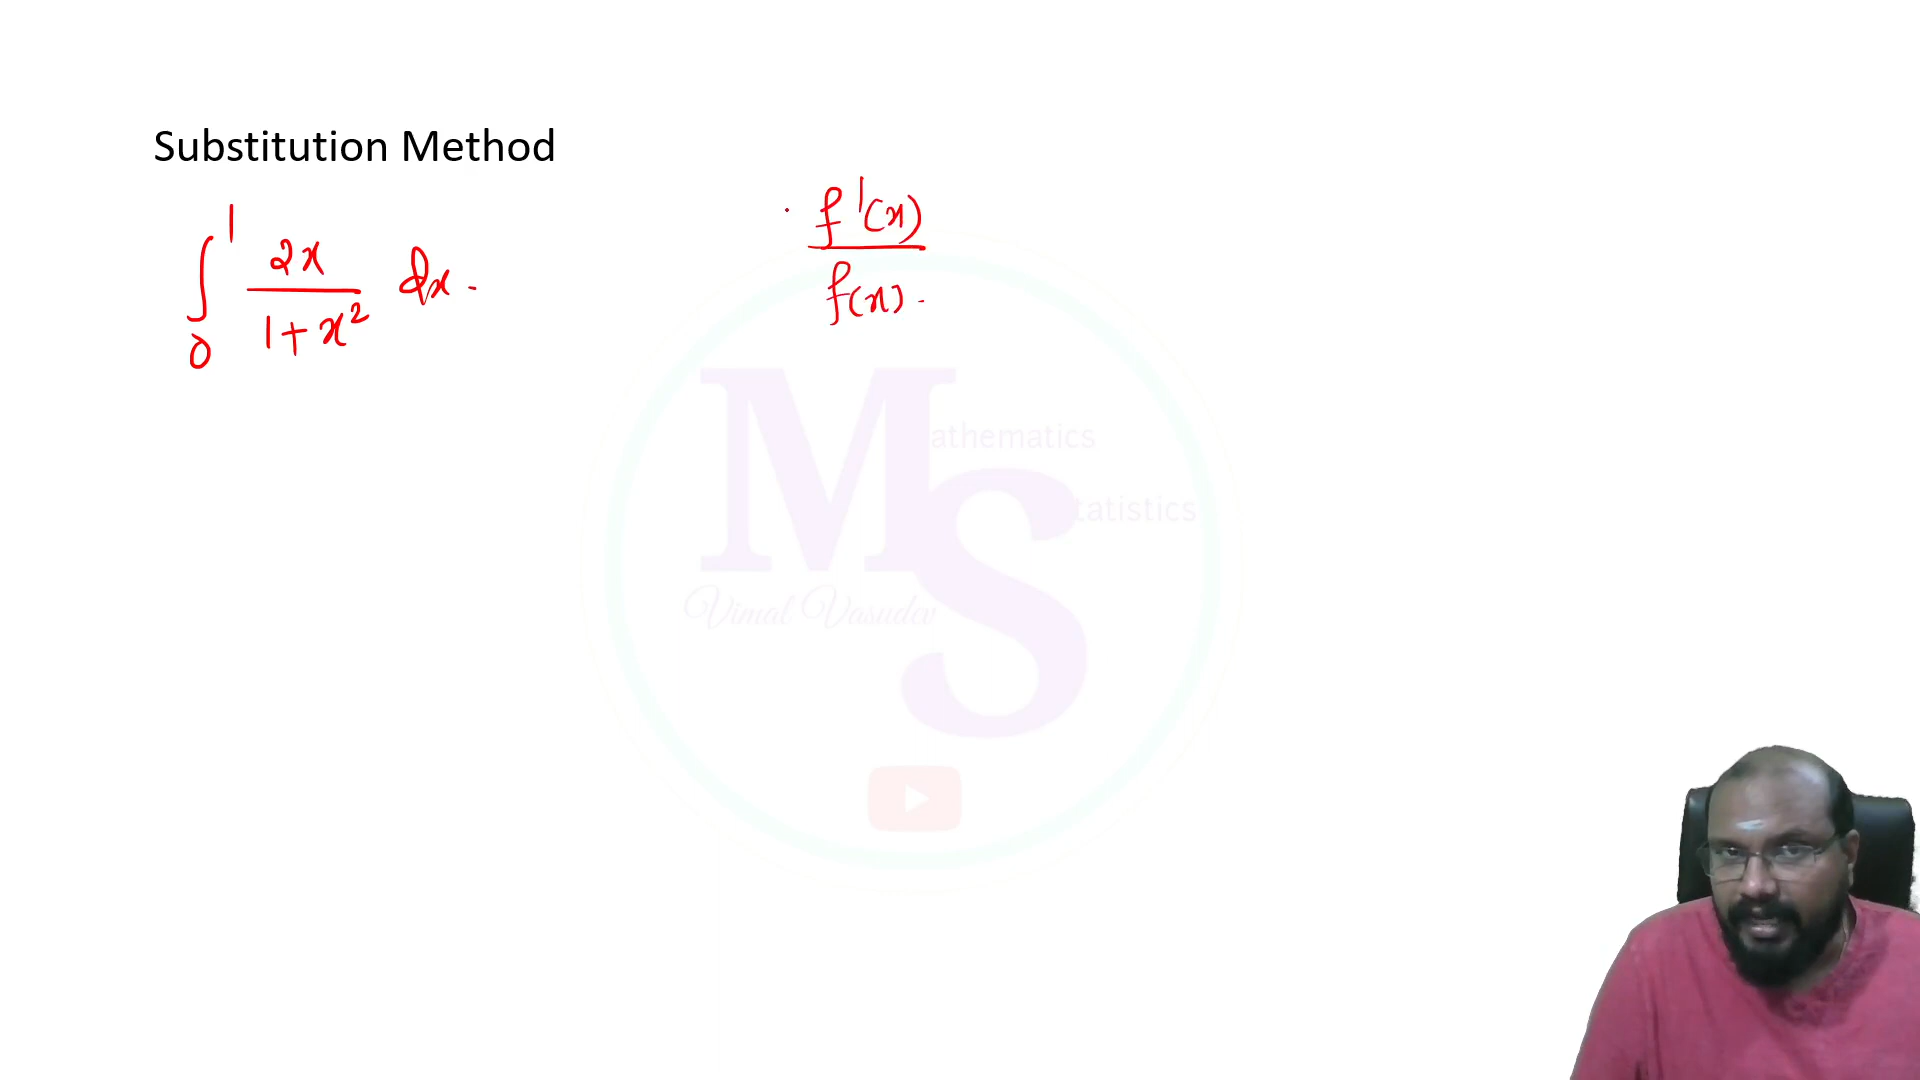 Substitution Method
∫₀¹ 2x/(1+x²) dx.
f'(x)/f(x).
Mathematics
Statistics
Vimal Vasudev